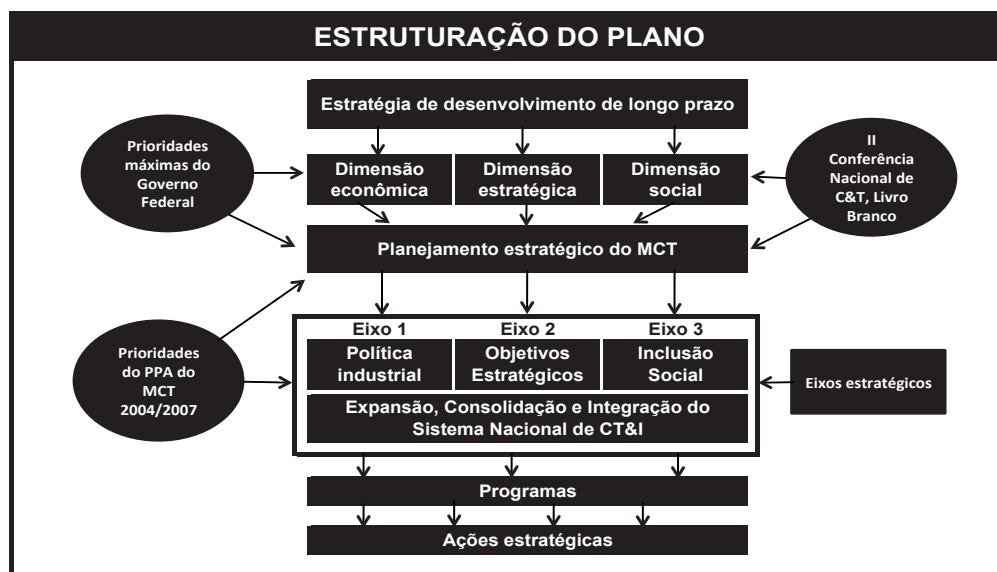 ESTRUTURAÇÃO DO PLANO
Estratégia de desenvolvimento de longo prazo
Prioridades
máximas do
Governo
Federal
Dimensão
econômica
Dimensão
estratégica
Dimensão
social
II
Conferência
Nacional de
C&T, Livro
Branco
Planejamento estratégico do MCT
Prioridades
do PPA do
MCT
2004/2007
Eixo 1
Política
industrial
Eixo 2
Objetivos
Estratégicos
Eixo 3
Inclusão
Social
Eixos estratégicos
Expansão, Consolidação e Integração do
Sistema Nacional de CT&I
Programas
Ações estratégicas